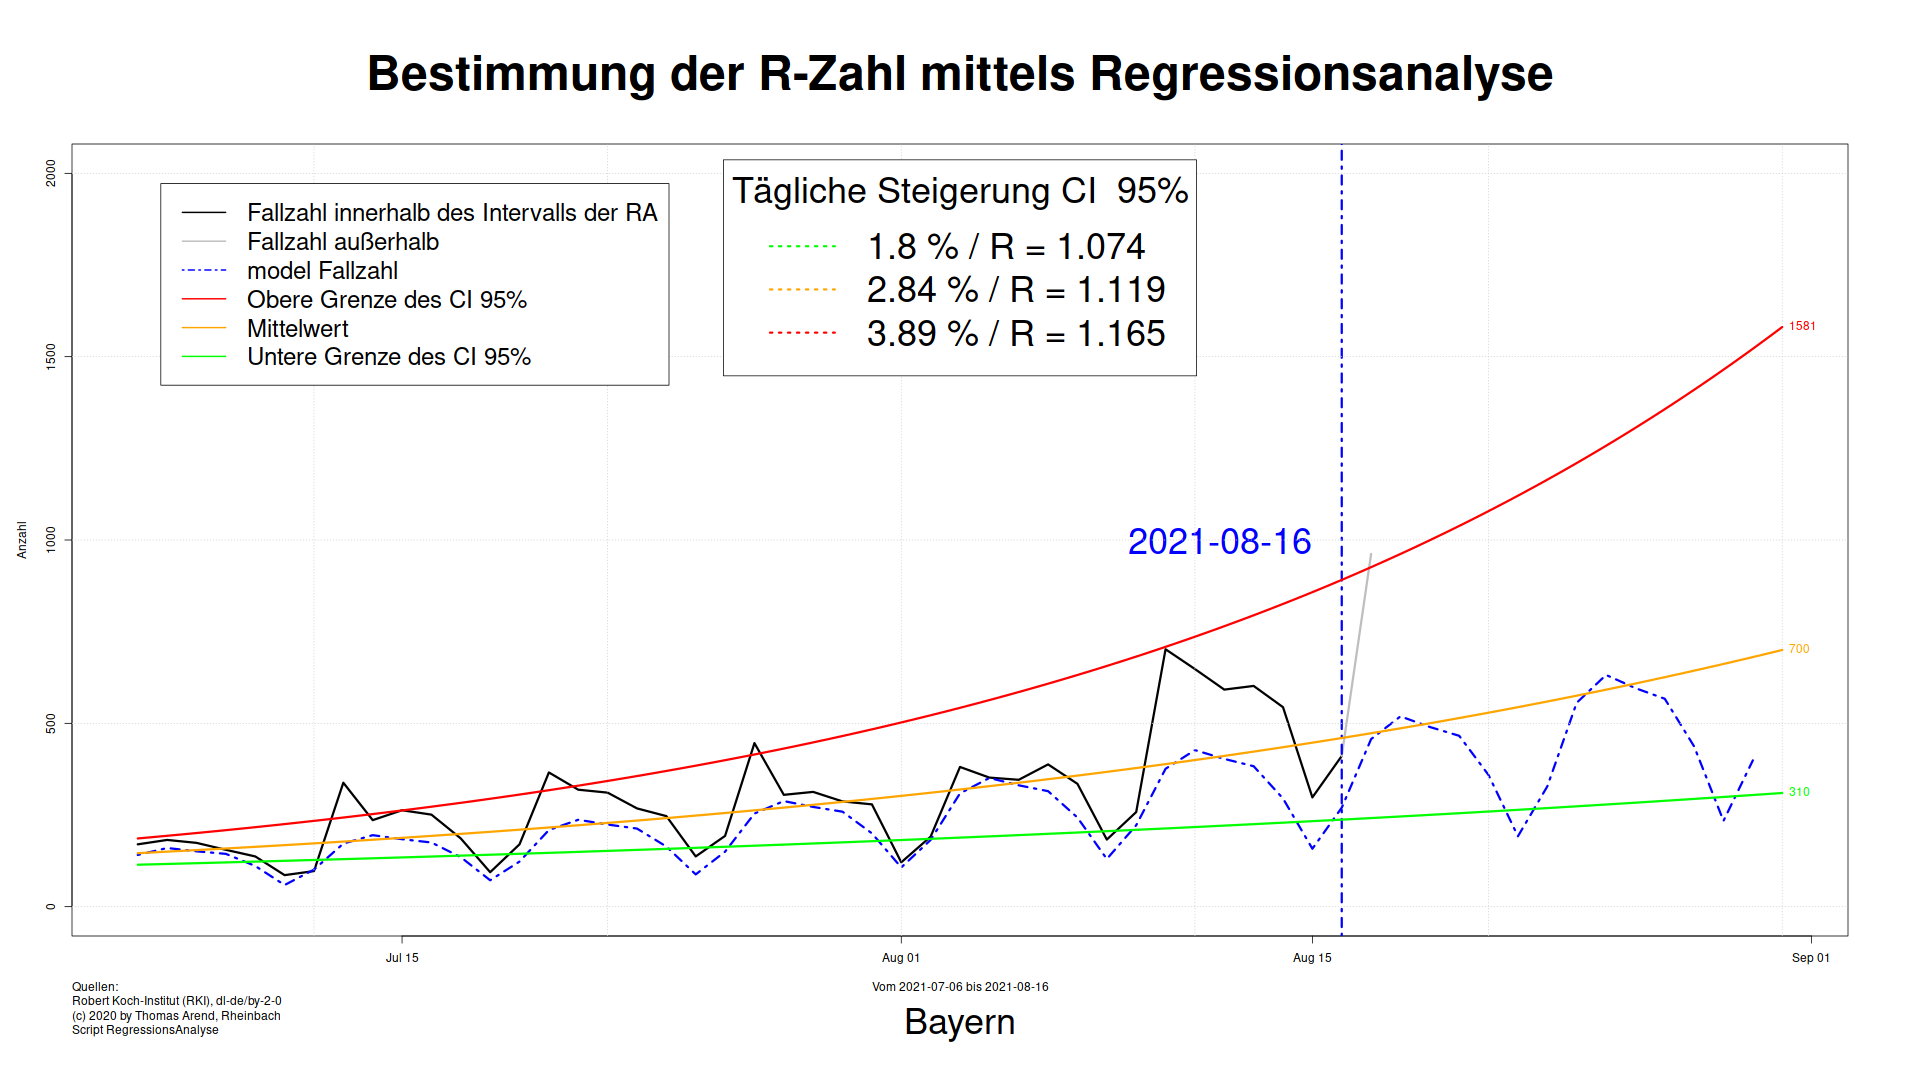 Bestimmung der R-Zahl mittels Regressionsanalyse
Fallzahl innerhalb des Intervalls der RA
Fallzahl außerhalb
model Fallzahl
Obere Grenze des CI 95%
Mittelwert
Untere Grenze des CI 95%
Tägliche Steigerung CI  95%
1.8 % / R = 1.074
2.84 % / R = 1.119
3.89 % / R = 1.165
2021-08-16
1581
700
310
Anzahl
2000
1500
1000
500
0
Jul 15
Aug 01
Aug 15
Sep 01
Quellen:
Robert Koch-Institut (RKI), dl-de/by-2-0
(c) 2020 by Thomas Arend, Rheinbach
Script RegressionsAnalyse
Vom 2021-07-06 bis 2021-08-16
Bayern